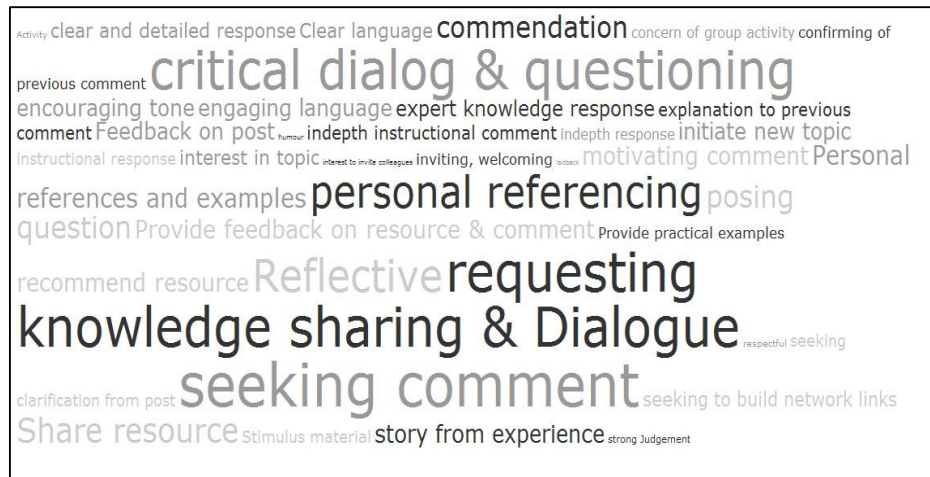 Activity clear and detailed response Clear language commendation concern of group activity confirming of
previous comment critical dialog & questioning
encouraging tone engaging language expert knowledge response explanation to previous
comment Feedback on post humour indepth instructional comment indepth response initiate new topic
instructional response interest in topic interest to invite colleagues inviting, welcoming laidback motivating comment Personal
references and examples personal referencing posing
question Provide feedback on resource & comment Provide practical examples
recommend resource Reflective requesting
knowledge sharing & Dialogue respectful seeking
clarification from post seeking comment seeking to build network links
Share resource Stimulus material story from experience strong Judgement